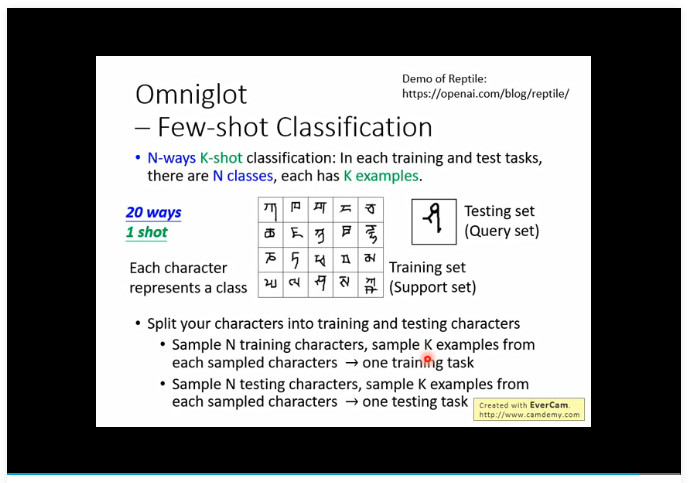 Demo of Reptile:
https://openai.com/blog/reptile/
Omniglot
– Few-shot Classification
• N-ways K-shot classification: In each training and test tasks,
there are N classes, each has K examples.
20 ways
1 shot
Each character
represents a class
Testing set
(Query set)
Training set
(Support set)
• Split your characters into training and testing characters
• Sample N training characters, sample K examples from
each sampled characters → one training task
• Sample N testing characters, sample K examples from
each sampled characters → one testing task
Created with EverCam.
http://www.camdemy.com